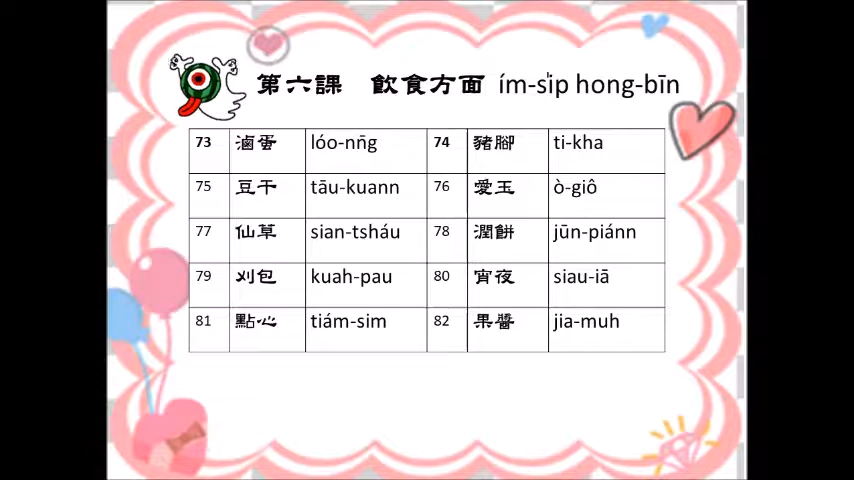 第六課 飲食方面 ím-si̍p hong-bīn
73 滷蛋 lóo-nn̄g 74 豬腳 ti-kha
75 豆干 tāu-kuann 76 愛玉 ò-giô
77 仙草 sian-tsháu 78 潤餅 jūn-piánn
79 刈包 kuah-pau 80 宵夜 siau-iā
81 點心 tiám-sim 82 果醬 jia-muh